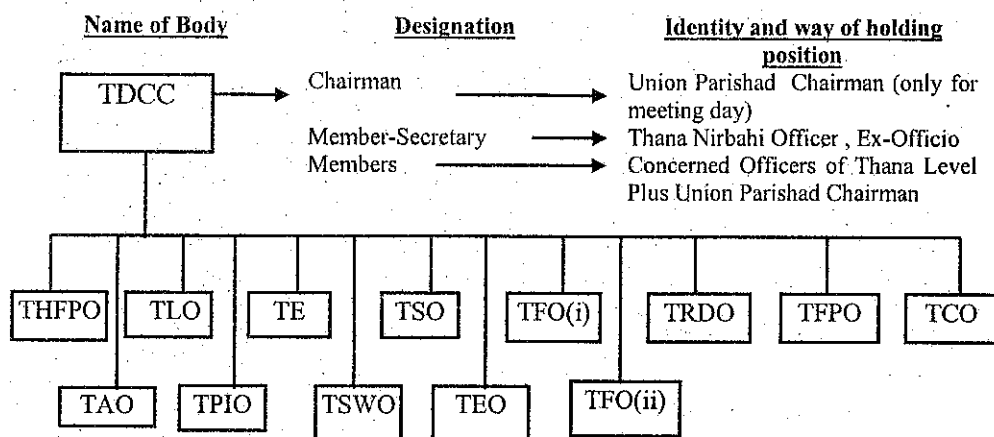 Name of Body
Designation
Identity and way of holding
position
TDCC
Chairman
Union Parishad Chairman (only for
meeting day)
Member-Secretary
Thana Nirbahi Officer , Ex-Officio
Members
Concerned Officers of Thana Level
Plus Union Parishad Chairman
THFPO
TLO
TE
TSO
TFO(i)
TRDO
TFPO
TCO
TAO
TPIO
TSWO
TEO
TFO(ii)